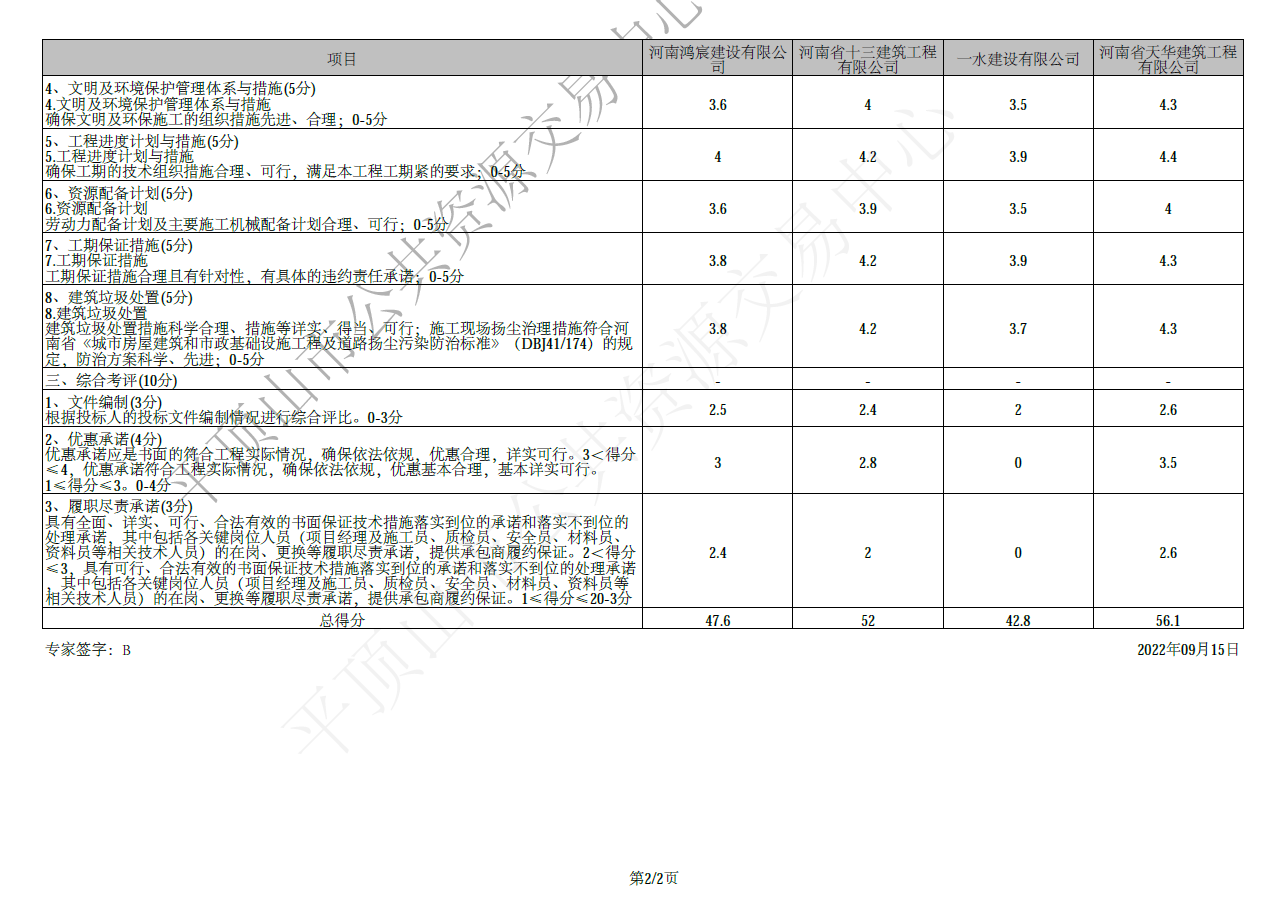 项目
河南鸿宸建设有限公
司
河南省十三建筑工程
有限公司
一水建设有限公司
河南省天华建筑工程
有限公司
4、文明及环境保护管理体系与措施(5分)
4.文明及环境保护管理体系与措施
确保文明及环保施工的组织措施先进、合理；0-5分
3.6
4
3.5
4.3
5、工程进度计划与措施(5分)
5.工程进度计划与措施
确保工期的技术组织措施合理、可行，满足本工程工期紧的要求；0-5分
4
4.2
3.9
4.4
6、资源配备计划(5分)
6.资源配备计划
劳动力配备计划及主要施工机械配备计划合理、可行；0-5分
3.6
3.9
3.5
4
7、工期保证措施(5分)
7.工期保证措施
工期保证措施合理且有针对性，有具体的违约责任承诺；0-5分
3.8
4.2
3.9
4.3
8、建筑垃圾处置(5分)
8.建筑垃圾处置
建筑垃圾处置措施科学合理、措施等详实、得当、可行；施工现场扬尘治理措施符合河
南省《城市房屋建筑和市政基础设施工程及道路扬尘污染防治标准》（DBJ41/174）的规
定，防治方案科学、先进；0-5分
3.8
4.2
3.7
4.3
三、综合考评(10分)
-
-
-
-
1、文件编制(3分)
根据投标人的投标文件编制情况进行综合评比。0-3分
2.5
2.4
2
2.6
2、优惠承诺(4分)
优惠承诺应是书面的符合工程实际情况，确保依法依规，优惠合理，详实可行。3＜得分
≤4，优惠承诺符合工程实际情况，确保依法依规，优惠基本合理，基本详实可行。
1≤得分≤3。0-4分
3
2.8
0
3.5
3、履职尽责承诺(3分)
具有全面、详实、可行、合法有效的书面保证技术措施落实到位的承诺和落实不到位的
处理承诺，其中包括各关键岗位人员（项目经理及施工员、质检员、安全员、材料员、
资料员等相关技术人员）的在岗、更换等履职尽责承诺，提供承包商履约保证。2＜得分
≤3，具有可行、合法有效的书面保证技术措施落实到位的承诺和落实不到位的处理承诺
，其中包括各关键岗位人员（项目经理及施工员、质检员、安全员、材料员、资料员等
相关技术人员）的在岗、更换等履职尽责承诺，提供承包商履约保证。1≤得分≤20-3分
2.4
2
0
2.6
总得分
47.6
52
42.8
56.1
专家签字：B
2022年09月15日
平顶山市公共资源交易中心
平顶山市公共资源交易中心
第2/2页